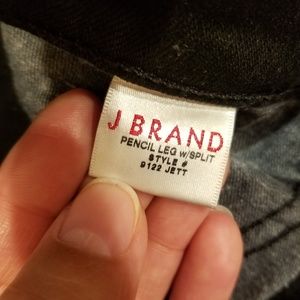 J BRAND
PENCIL LEG w/SPLIT
STYLE #
9122 JETT